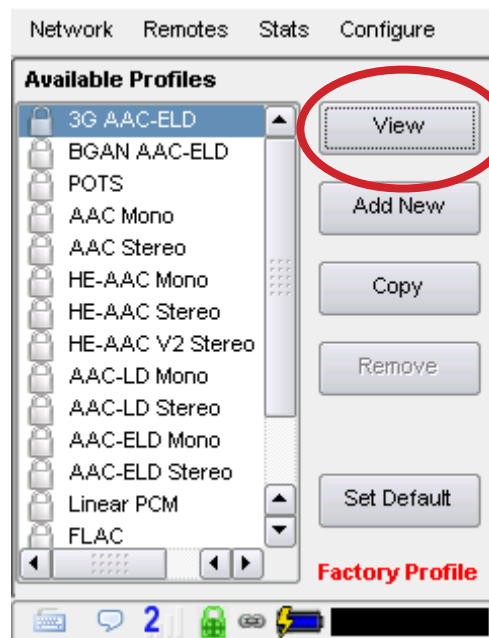 Network Remotes Stats Configure
Available Profiles
3G AAC-ELD
BGAN AAC-ELD
POTS
AAC Mono
AAC Stereo
HE-AAC Mono
HE-AAC Stereo
HE-AAC V2 Stereo
AAC-LD Mono
AAC-LD Stereo
AAC-ELD Mono
AAC-ELD Stereo
Linear PCM
FLAC
View
Add New
Copy
Remove
Set Default
Factory Profile
2